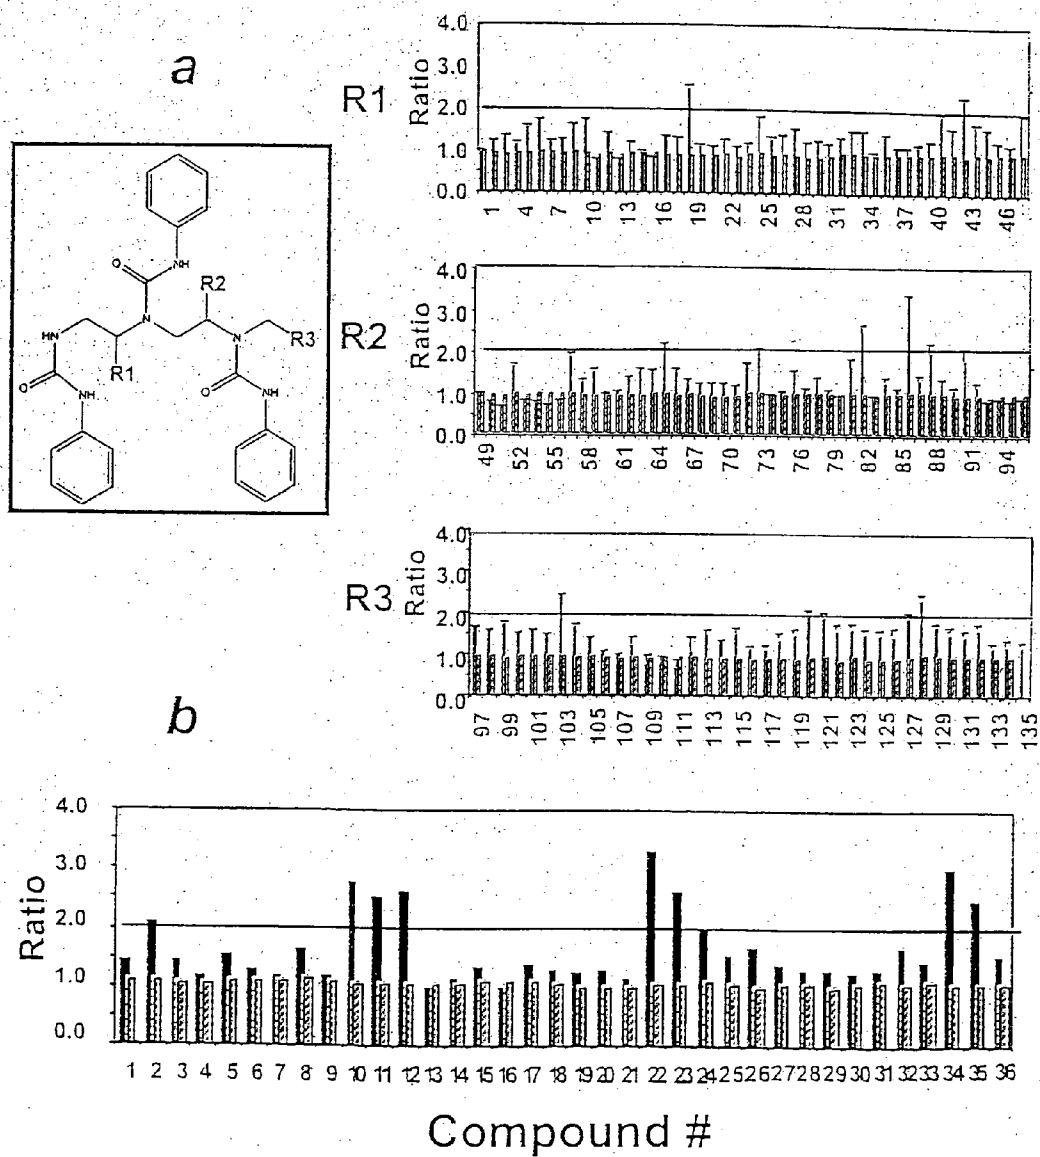 a
R1
Ratio
4.0
3.0
2.0
1.0
0.0
1 4 7 10 13 16 19 22 25 28 31 34 37 40 43 46
NH
O
R2
HN
N
N
R3
R1
O
NH
O
NH
R2
Ratio
4.0
3.0
2.0
1.0
0.0
49 52 55 58 61 64 67 70 73 76 79 82 85 88 91 94
R3
Ratio
4.0
3.0
2.0
1.0
0.0
97 99 101 103 105 107 109 111 113 115 117 119 121 123 125 127 129 131 133 135
b
Ratio
4.0
3.0
2.0
1.0
0.0
1 2 3 4 5 6 7 8 9 10 11 12 13 14 15 16 17 18 19 20 21 22 23 24 25 26 27 28 29 30 31 32 33 34 35 36
Compound #